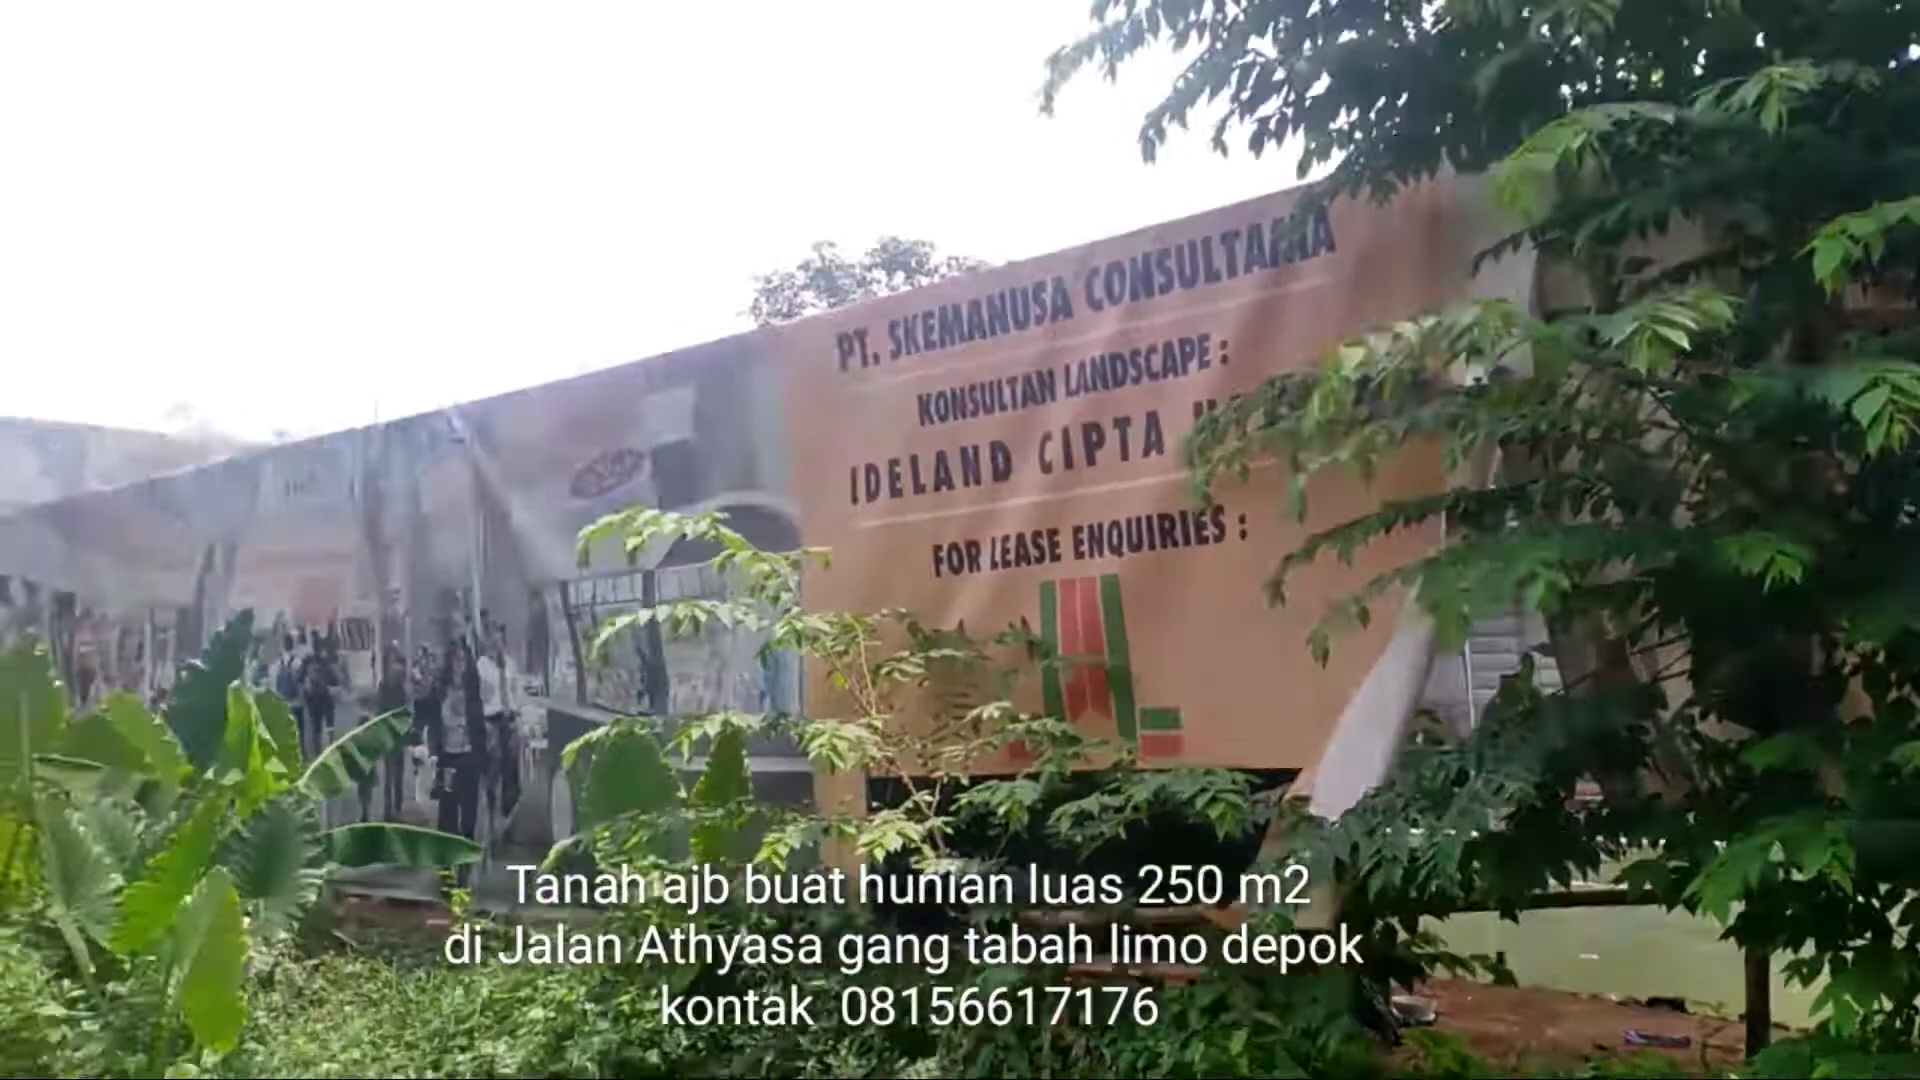 PT. SKEMANUSA CONSULTAMA
KONSULTAN LANDSCAPE :
IDELAND CIPTA
FOR LEASE ENQUIRIES :
Tanah ajb buat hunian luas 250 m2
di Jalan Athyasa gang tabah limo depok
kontak 08156617176